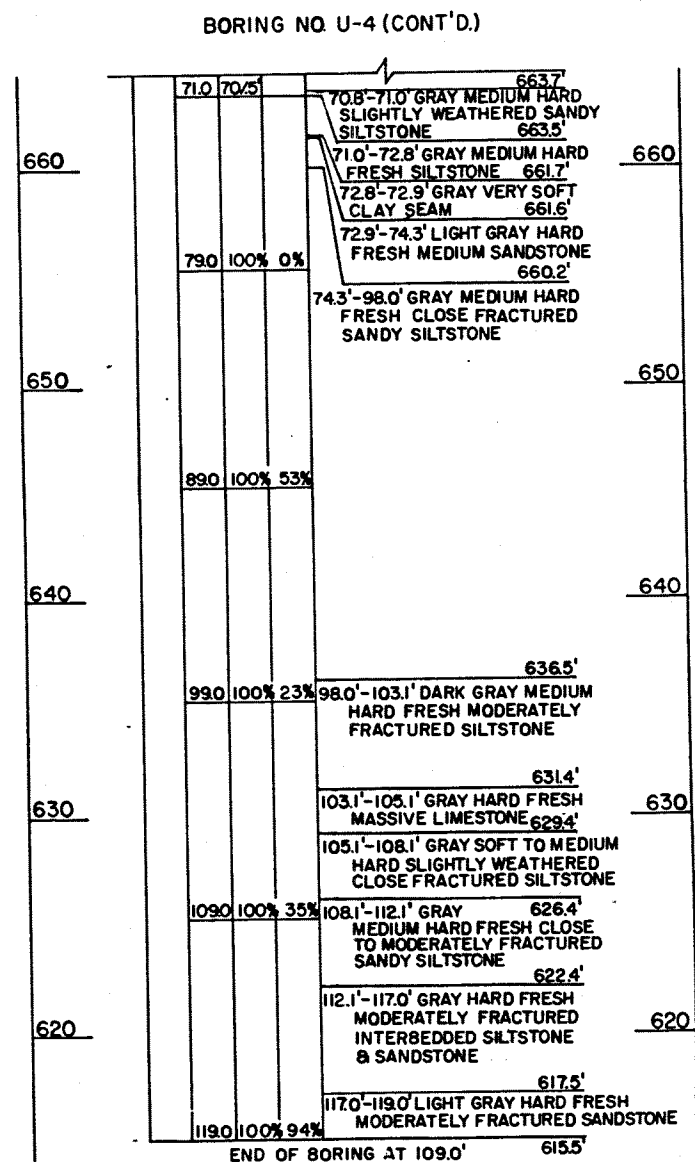 BORING NO. U-4 (CONT'D.)
71.0 70/.5'
663.7'
70.8'-71.0' GRAY MEDIUM HARD
SLIGHTLY WEATHERED SANDY
SILTSTONE 663.5'
71.0'-72.8' GRAY MEDIUM HARD
FRESH SILTSTONE 661.7'
660
660
72.8'-72.9' GRAY VERY SOFT
CLAY SEAM 661.6'
72.9'-74.3' LIGHT GRAY HARD
FRESH MEDIUM SANDSTONE
660.2'
79.0 100% 0%
74.3'-98.0' GRAY MEDIUM HARD
FRESH CLOSE FRACTURED
SANDY SILTSTONE
650
650
89.0 100% 53%
640
640
636.5'
99.0 100% 23%
98.0'-103.1' DARK GRAY MEDIUM
HARD FRESH MODERATELY
FRACTURED SILTSTONE
631.4'
103.1'-105.1' GRAY HARD FRESH
MASSIVE LIMESTONE 629.4'
630
630
105.1'-108.1' GRAY SOFT TO MEDIUM
HARD SLIGHTLY WEATHERED
CLOSE FRACTURED SILTSTONE
109.0 100% 35%
108.1'-112.1' GRAY 626.4'
MEDIUM HARD FRESH CLOSE
TO MODERATELY FRACTURED
SANDY SILTSTONE
622.4'
112.1'-117.0' GRAY HARD FRESH
MODERATELY FRACTURED
INTERBEDDED SILTSTONE
& SANDSTONE
620
620
617.5'
117.0'-119.0' LIGHT GRAY HARD FRESH
MODERATELY FRACTURED SANDSTONE
119.0 100% 94%
END OF BORING AT 109.0' 615.5'